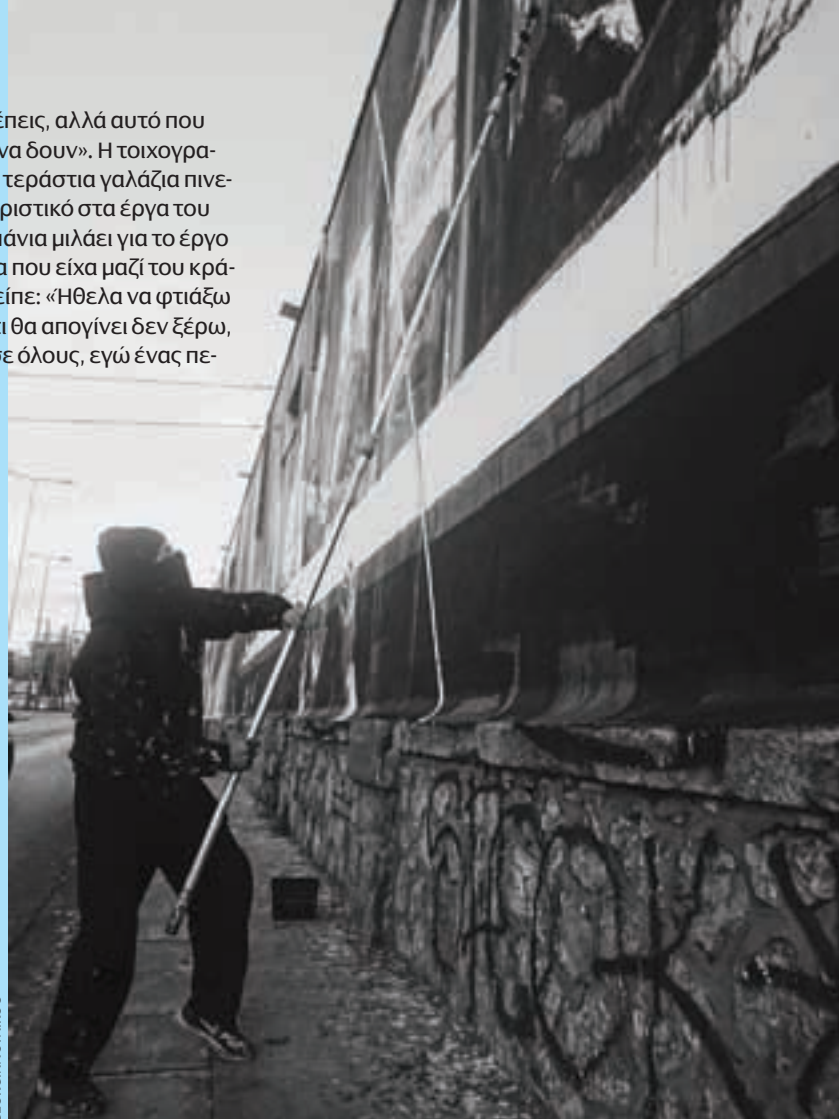 έπεις, αλλά αυτό που
να δουν». Η τοιχογρα-
τεράστια γαλάζια πινε-
ριστικό στα έργα του
άνια μιλάει για το έργο
α που είχα μαζί του κρά-
είπε: «Ήθελα να φτιάξω
ι θα απογίνει δεν ξέρω,
σε όλους, εγώ ένας πε-